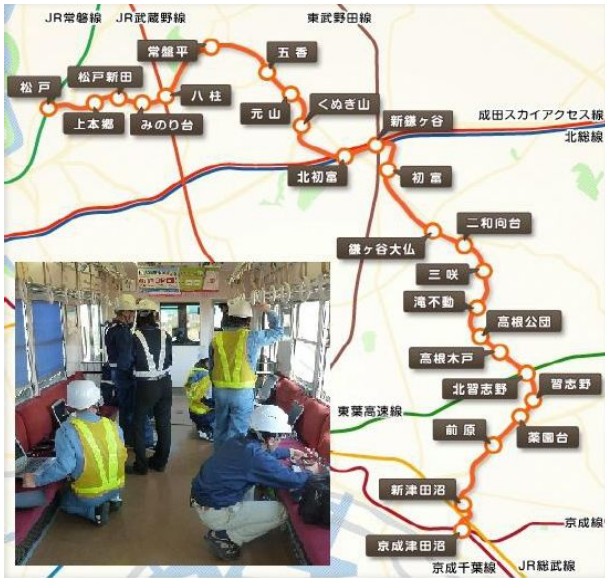 JR常磐線
JR武蔵野線
東武野田線
常盤平
五香
松戸
松戸新田
八柱
元山
くぬぎ山
新鎌ヶ谷
成田スカイアクセス線
北総線
上本郷
みのり台
北初富
初富
二和向台
鎌ヶ谷大仏
三咲
滝不動
高根公団
高根木戸
北習志野
習志野
東葉高速線
前原
薬園台
新津田沼
京成線
京成津田沼
京成千葉線
JR総武線